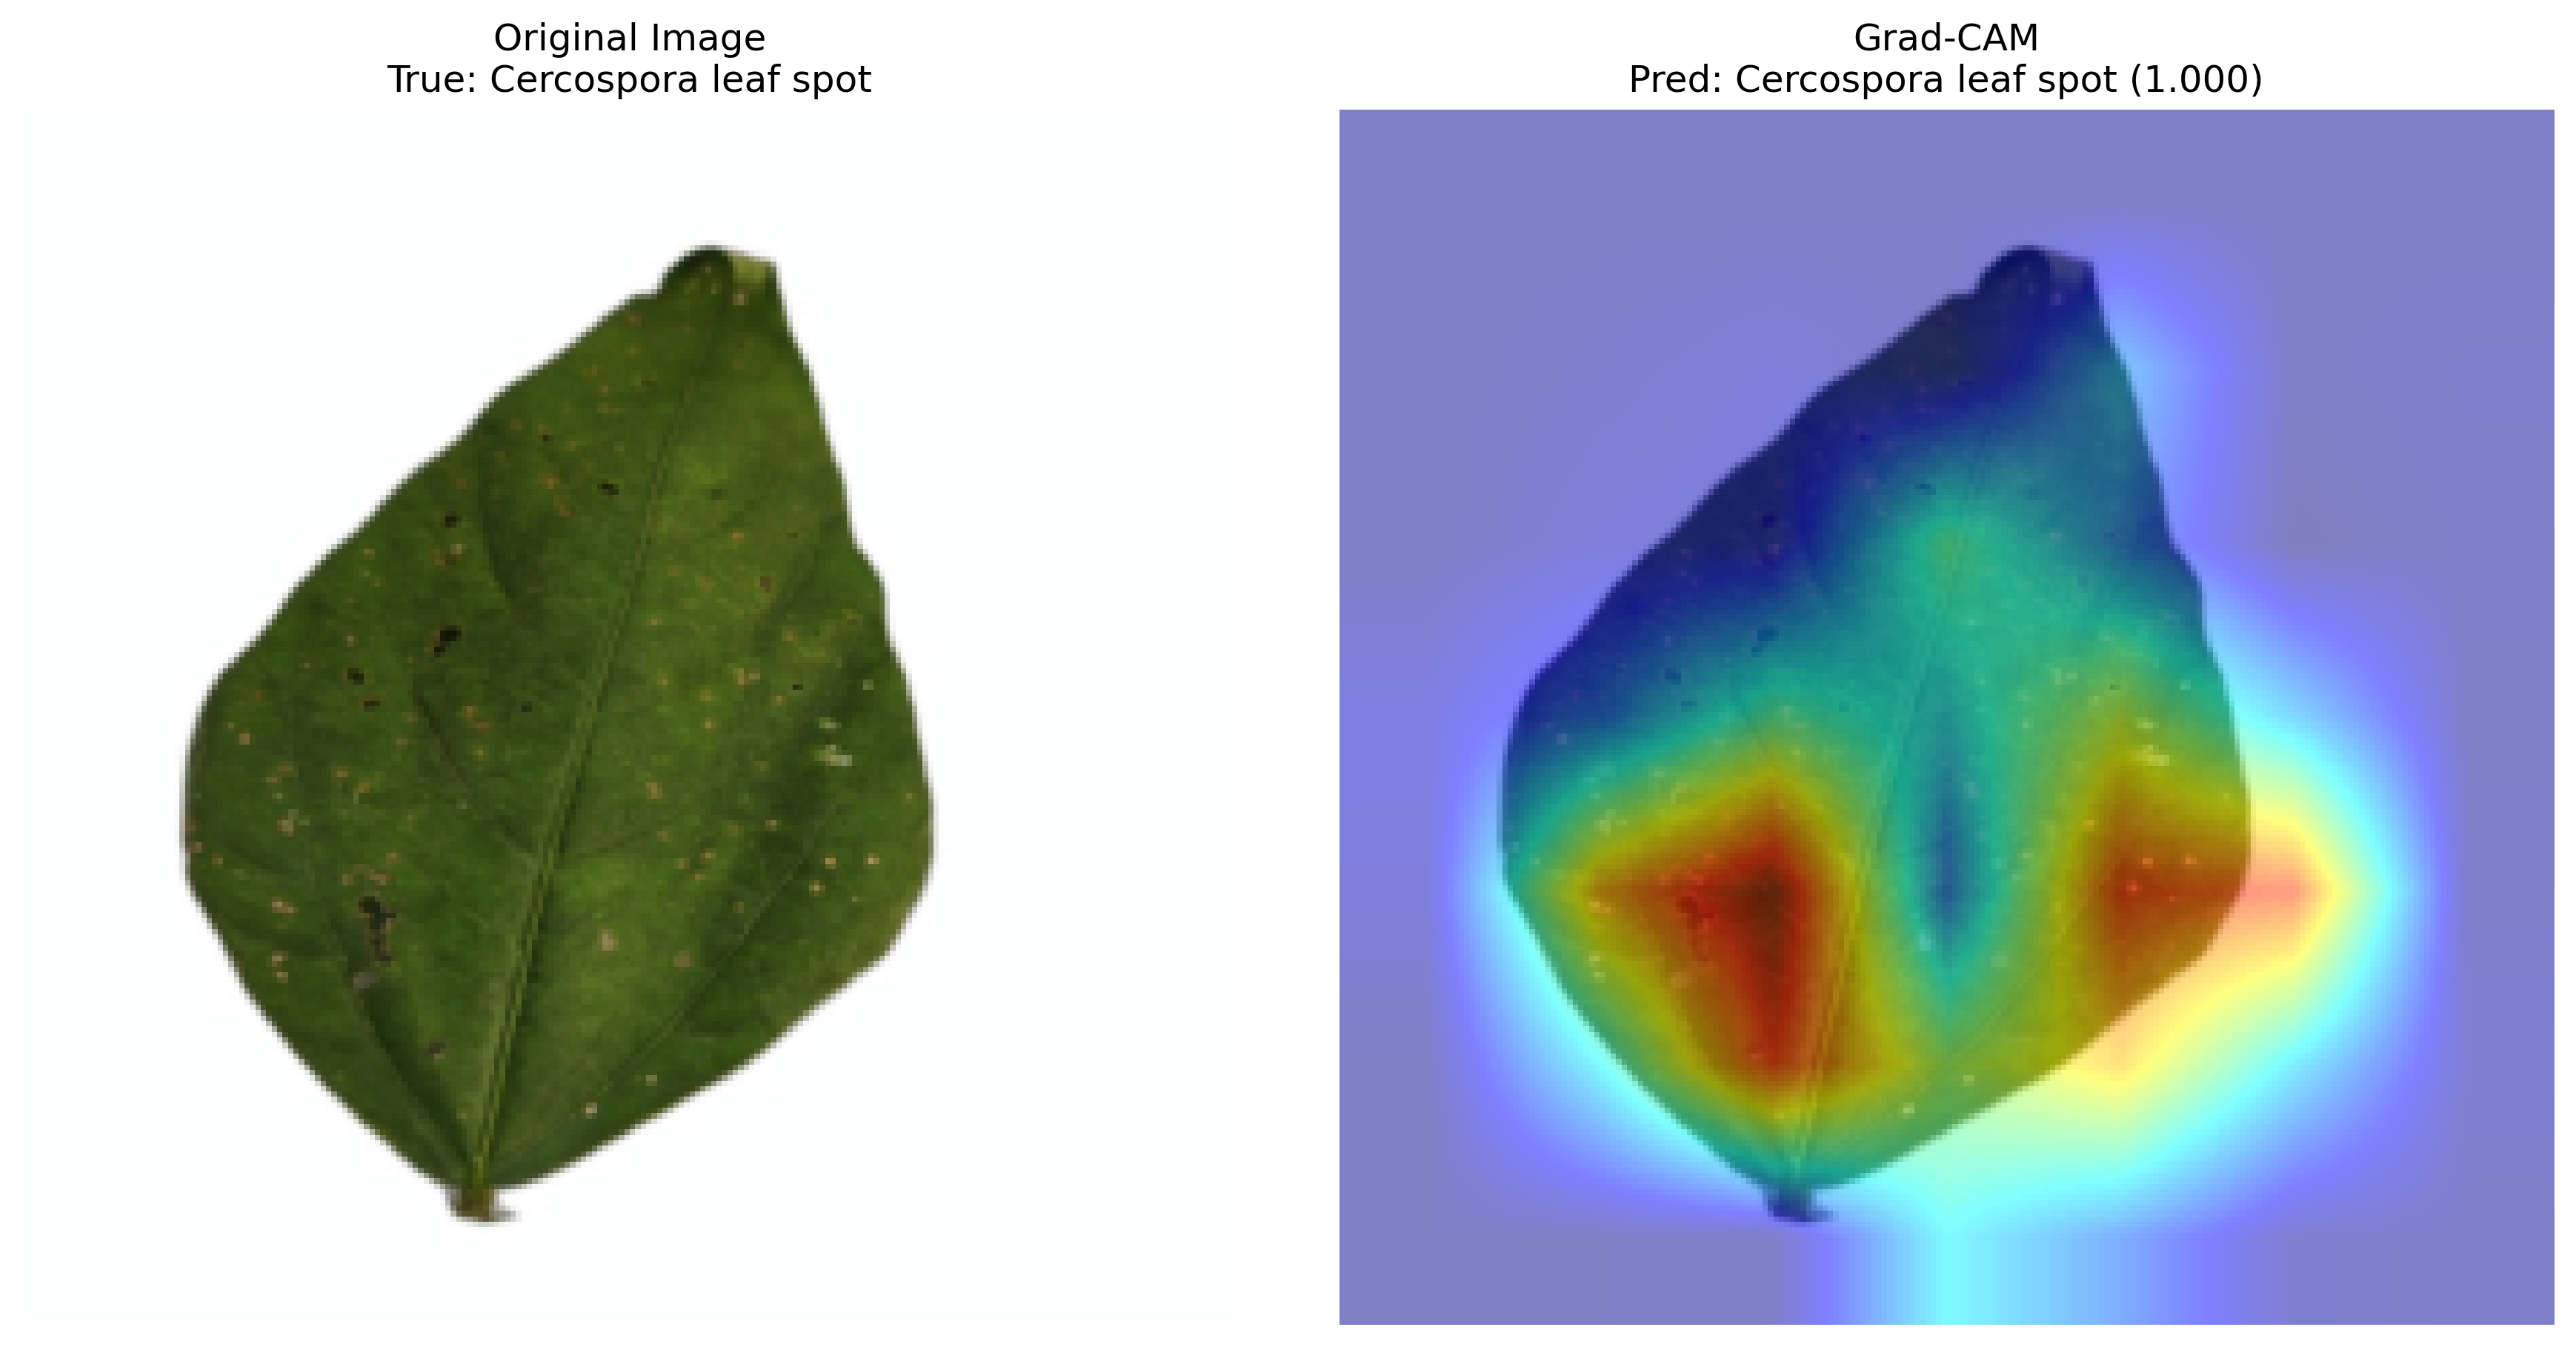 Original Image
True: Cercospora leaf spot
Grad-CAM
Pred: Cercospora leaf spot (1.000)